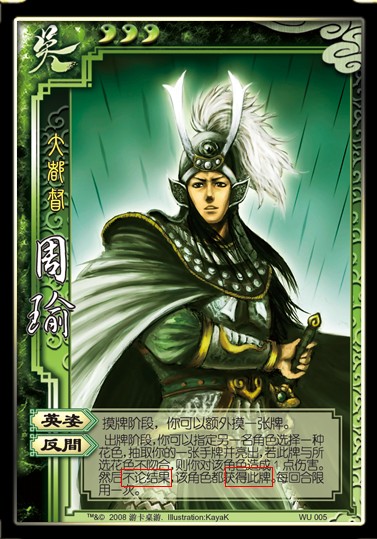 吴
大都督
周瑜
英姿
摸牌阶段，你可以额外摸一张牌。
反間
出牌阶段，你可以指定另一名角色选择一种
花色，抽取你的一张手牌并亮出，若此牌与所
选花色不吻合，则你对该角色造成1点伤害。
然后不论结果，该角色都获得此牌，每回合限
用一次。
™&© 2008 游卡桌游. Illustration:KayaK
WU 005